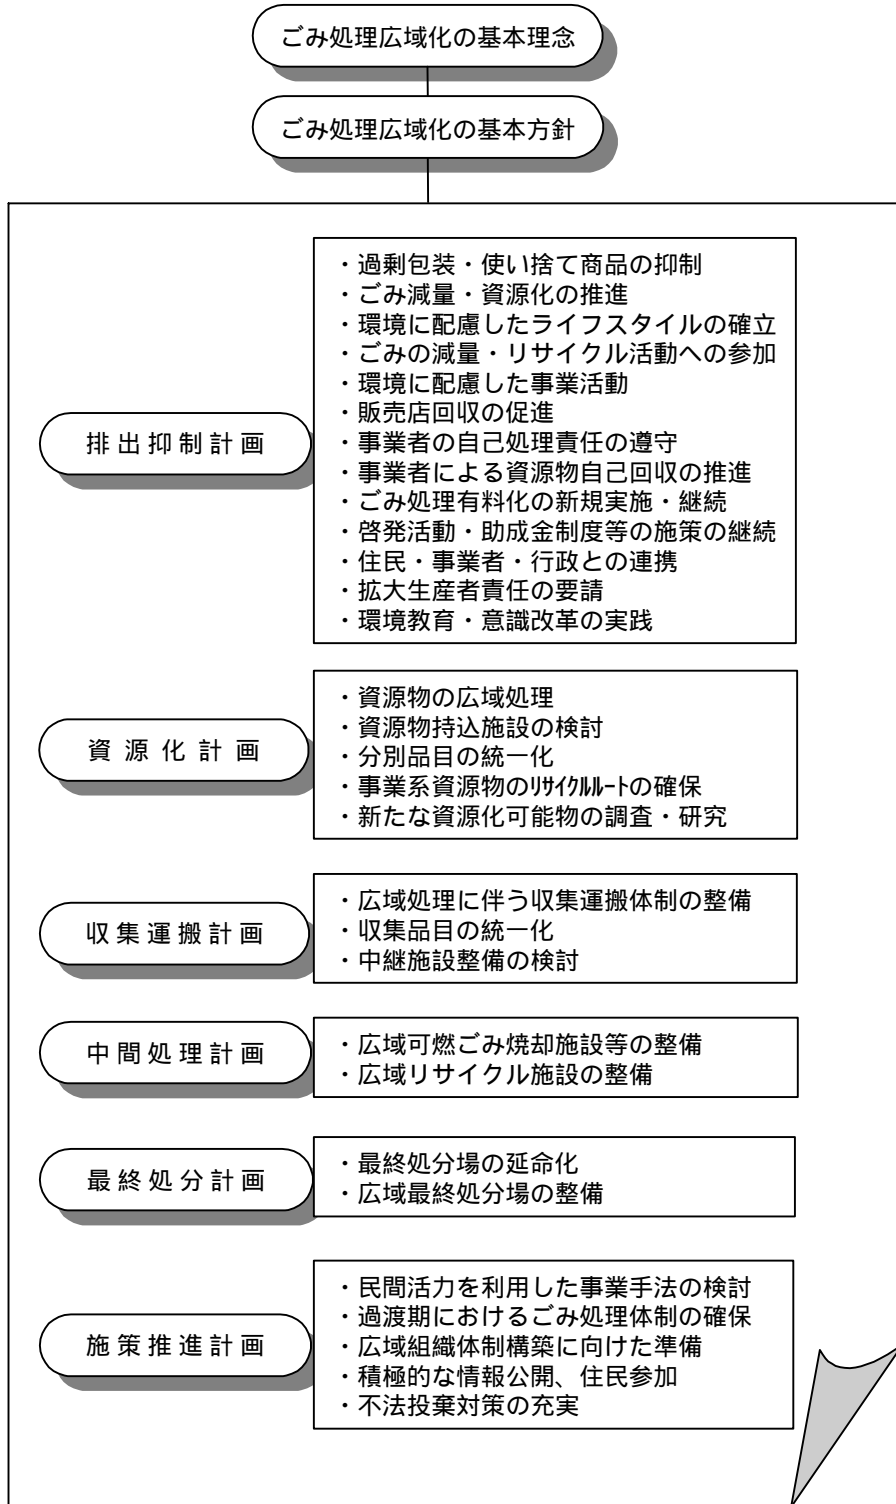 ごみ処理広域化の基本理念
ごみ処理広域化の基本方針
排出抑制計画
・過剰包装・使い捨て商品の抑制
・ごみ減量・資源化の推進
・環境に配慮したライフスタイルの確立
・ごみの減量・リサイクル活動への参加
・環境に配慮した事業活動
・販売店回収の促進
・事業者の自己処理責任の遵守
・事業者による資源物自己回収の推進
・ごみ処理有料化の新規実施・継続
・啓発活動・助成金制度等の施策の継続
・住民・事業者・行政との連携
・拡大生産者責任の要請
・環境教育・意識改革の実践
資源化計画
・資源物の広域処理
・資源物持込施設の検討
・分別品目の統一化
・事業系資源物のﾘｻｲｸﾙﾙｰﾄの確保
・新たな資源化可能物の調査・研究
収集運搬計画
・広域処理に伴う収集運搬体制の整備
・収集品目の統一化
・中継施設整備の検討
中間処理計画
・広域可燃ごみ焼却施設等の整備
・広域リサイクル施設の整備
最終処分計画
・最終処分場の延命化
・広域最終処分場の整備
施策推進計画
・民間活力を利用した事業手法の検討
・過渡期におけるごみ処理体制の確保
・広域組織体制構築に向けた準備
・積極的な情報公開、住民参加
・不法投棄対策の充実